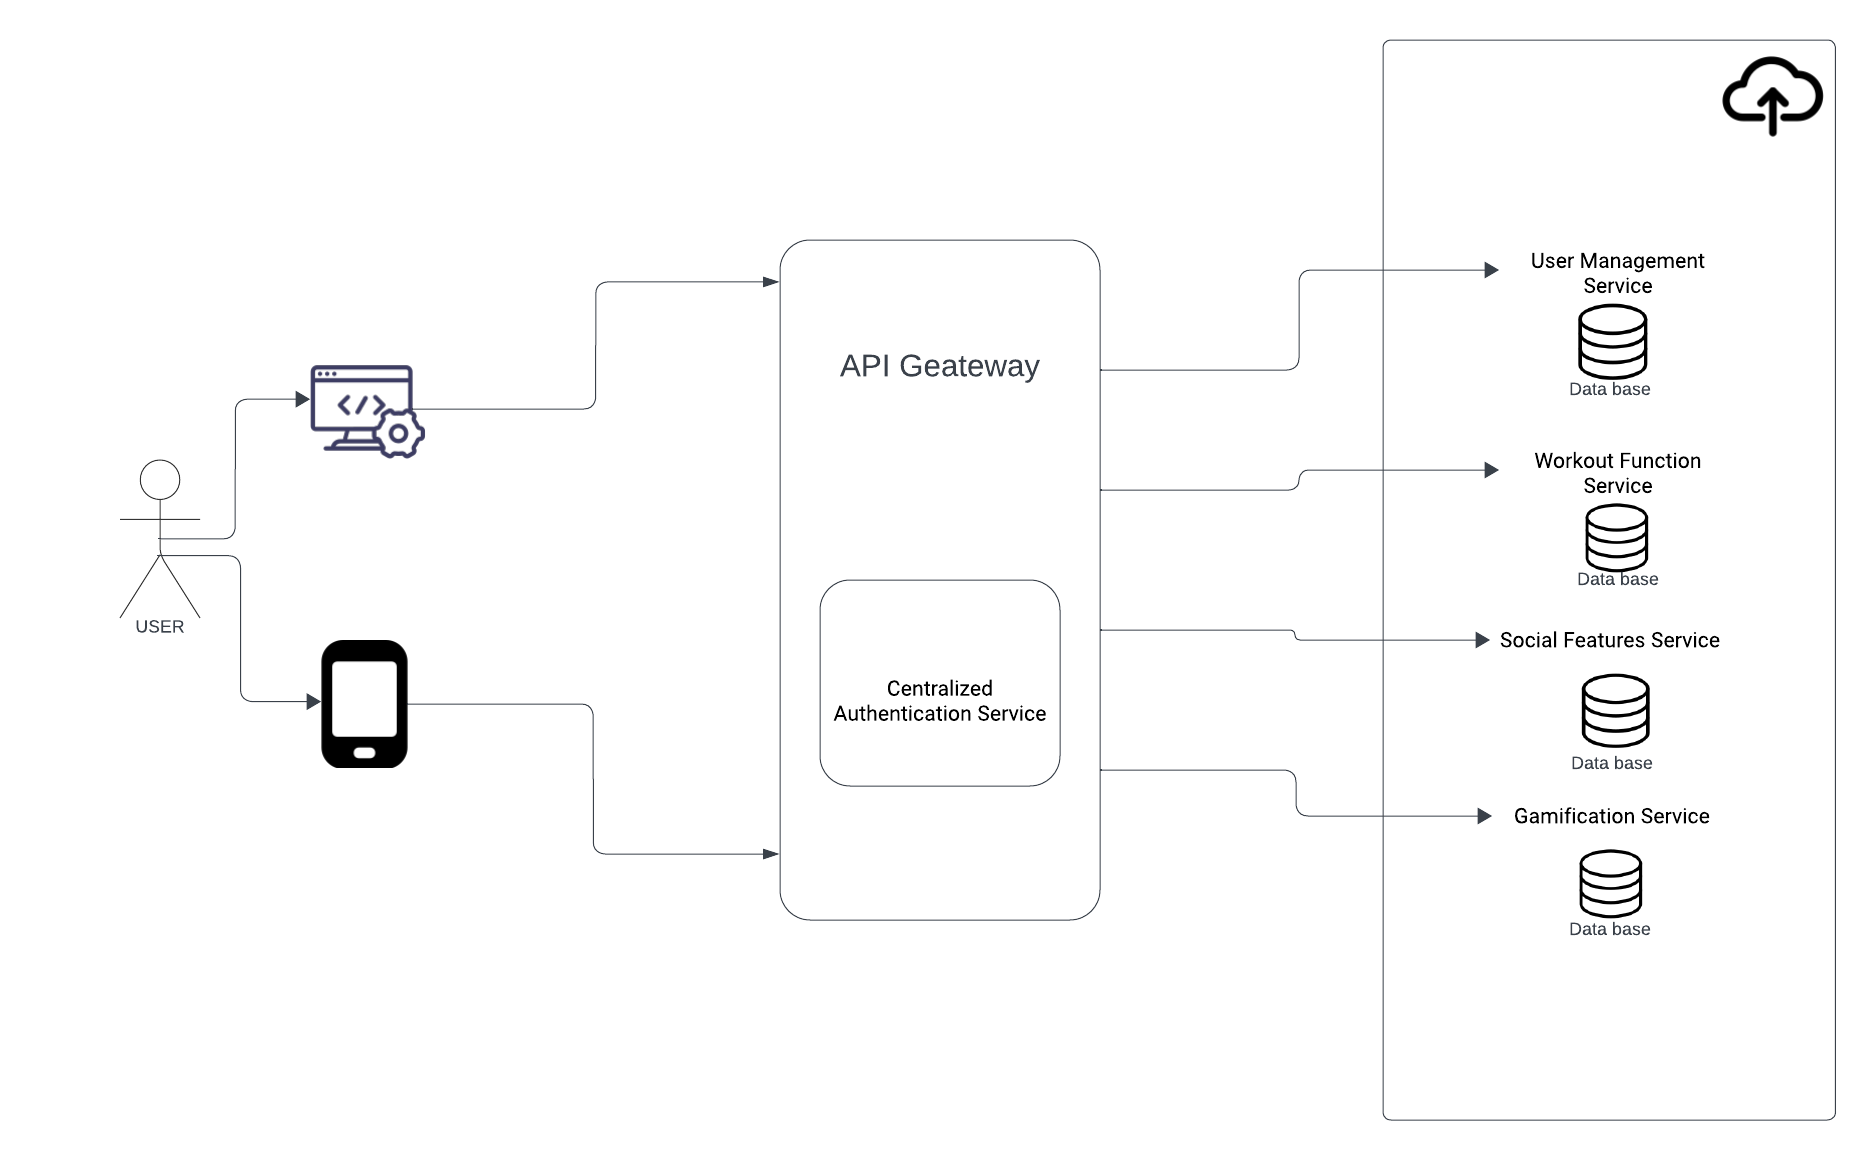 USER
API Geateway
Centralized
Authentication Service
User Management
Service
Data base
Workout Function
Service
Data base
Social Features Service
Data base
Gamification Service
Data base